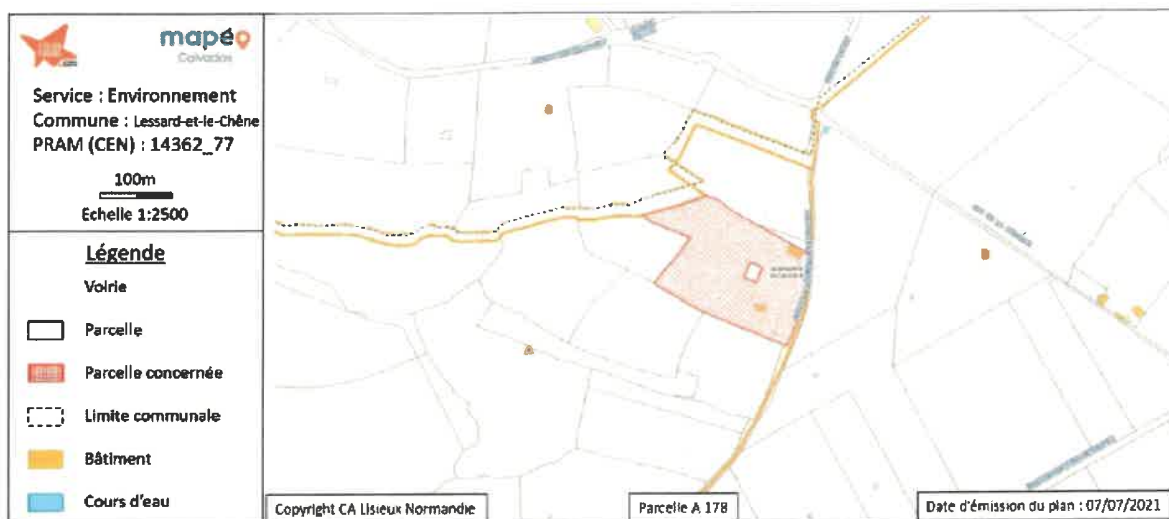 mapéo
Calvados
Service : Environnement
Commune : Lessard-et-le-Chêne
PRAM (CEN) : 14362_77
100m
Echelle 1:2500
Légende
Voirie
Parcelle
Parcelle concernée
Limite communale
Bâtiment
Cours d'eau
Copyright CA Lisieux Normandie
Parcelle A 178
Date d'émission du plan : 07/07/2021